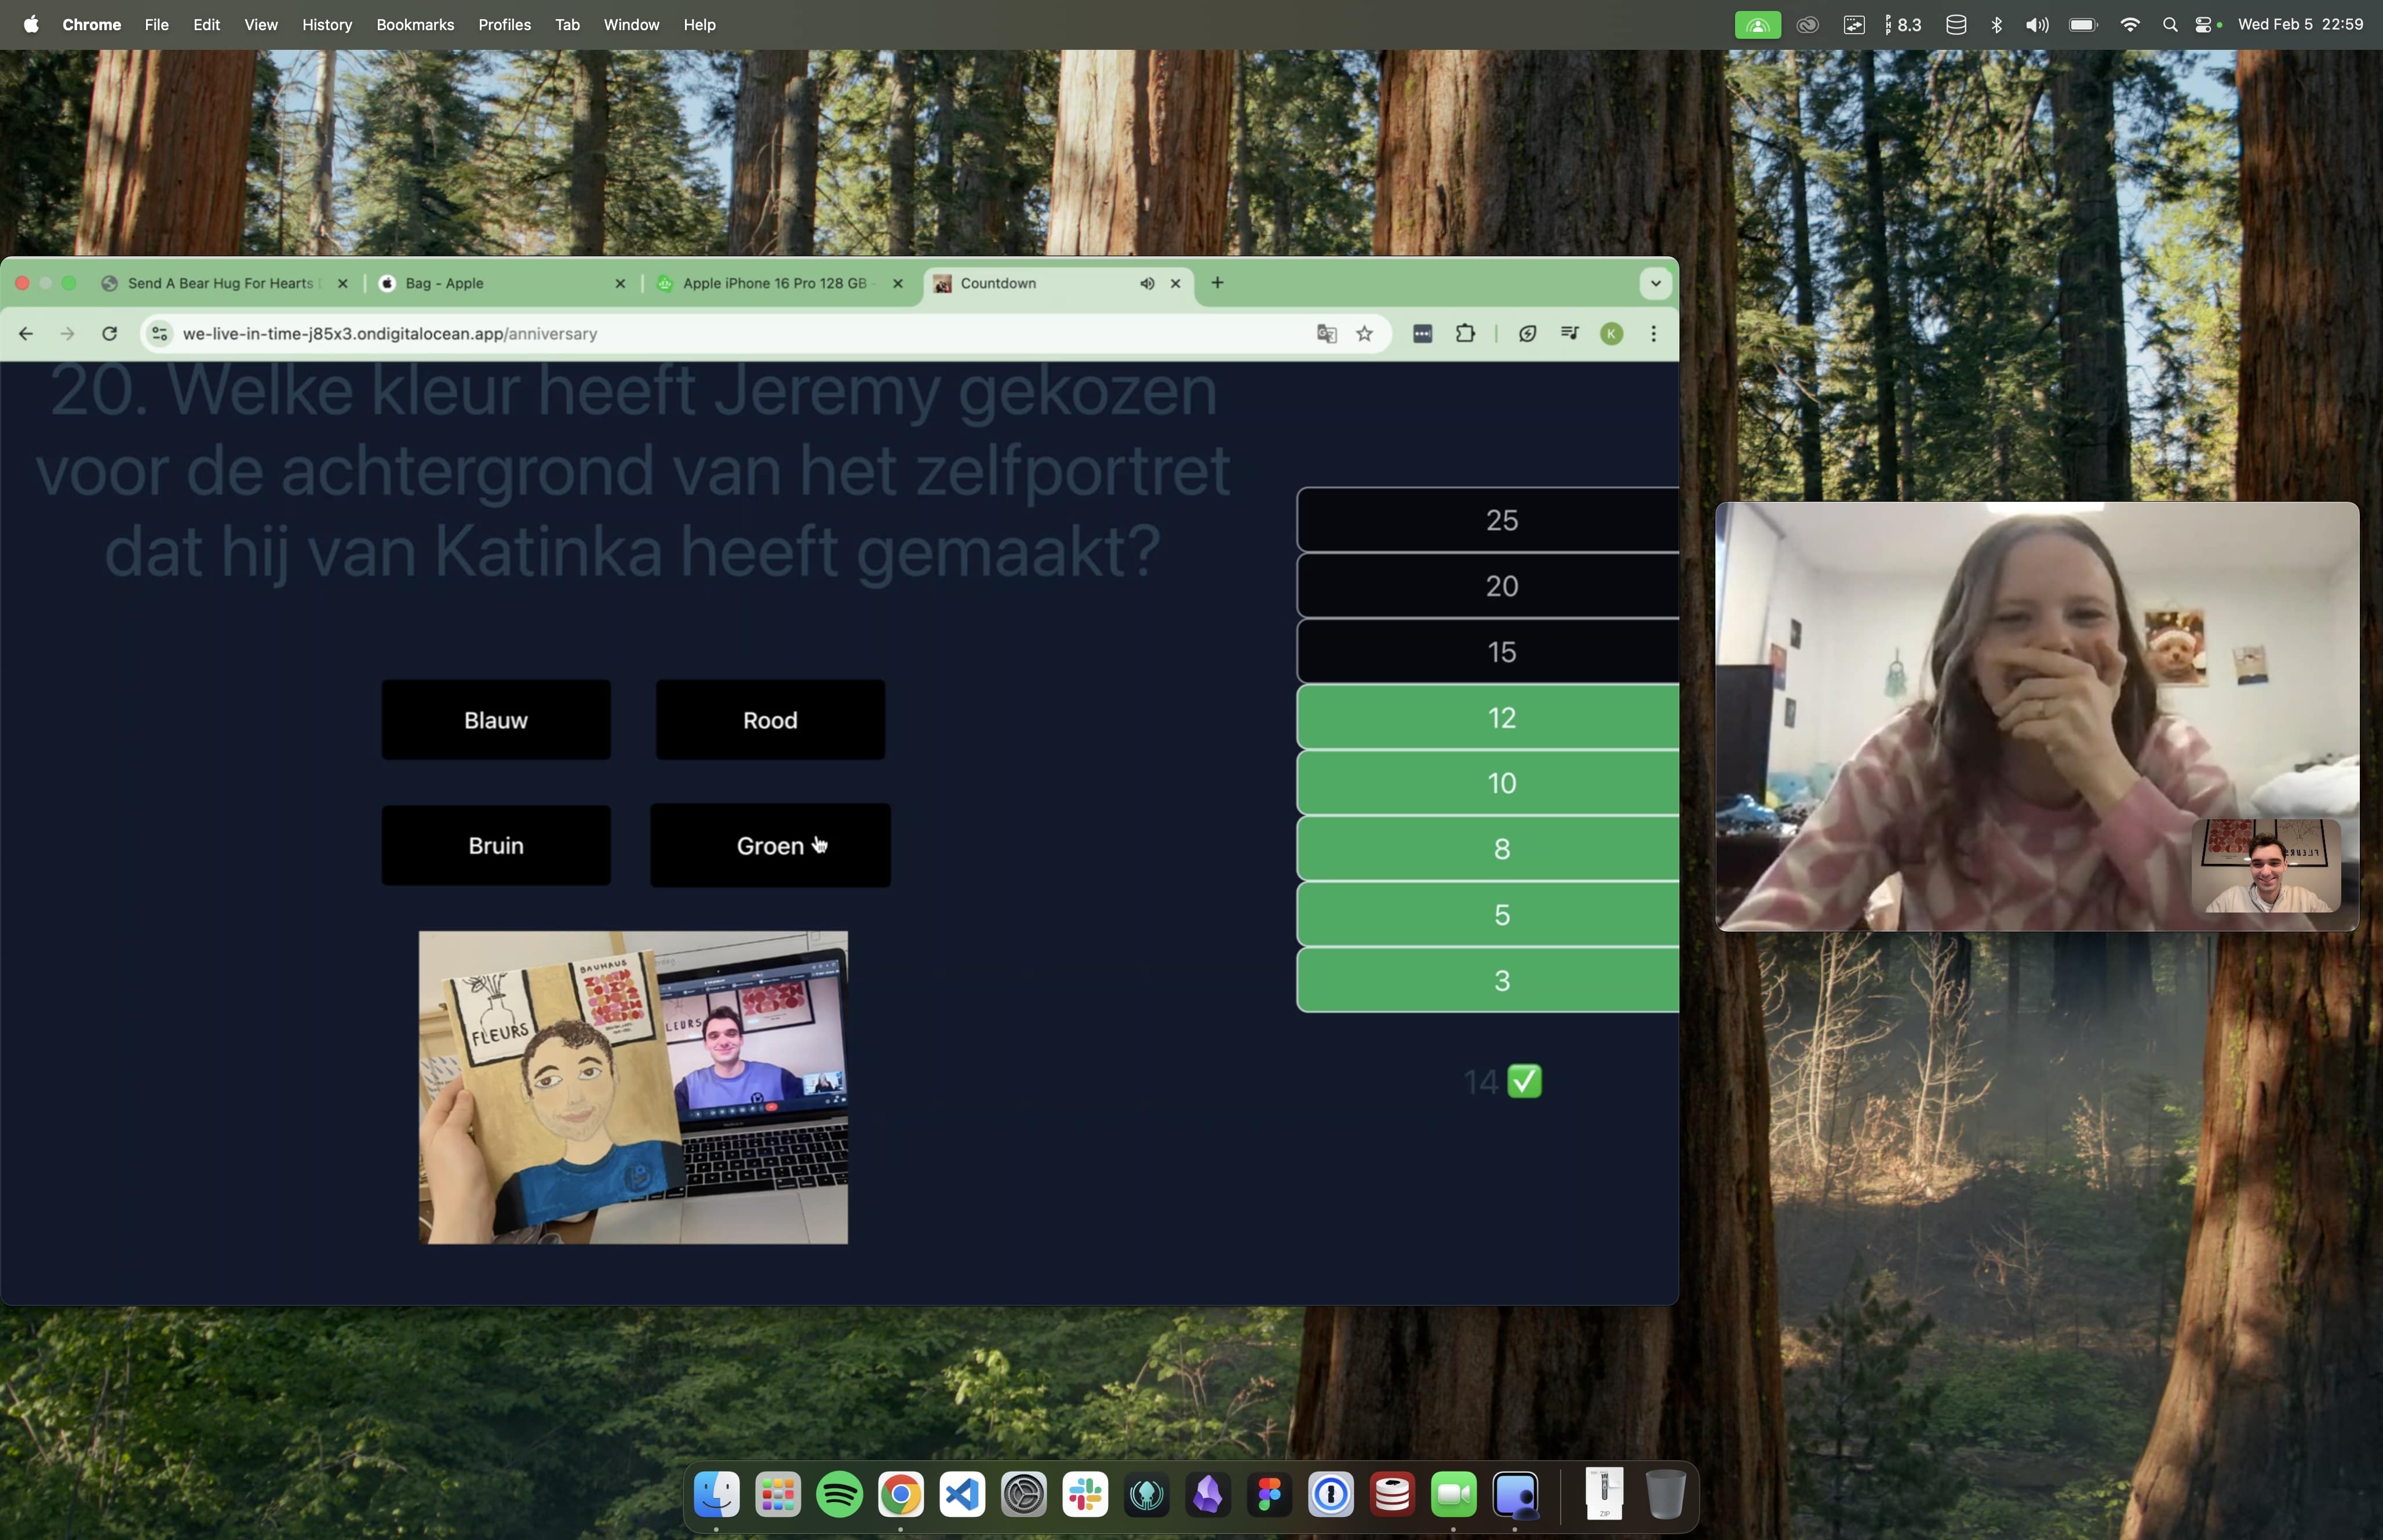 Chrome File Edit View History Bookmarks Profiles Tab Window Help
8.3
Wed Feb 5 22:59
Send A Bear Hug For Hearts
Bag - Apple
Apple iPhone 16 Pro 128 GB -
Countdown
we-live-in-time-j85x3.ondigitalocean.app/anniversary
K
20. Welke kleur heeft Jeremy gekozen
voor de achtergrond van het zelfportret
dat hij van Katinka heeft gemaakt?
Blauw
Rood
Bruin
Groen
25
20
15
12
10
8
5
3
14
FLEURS
BAUHAUS
LEURS
FLEURS
ZIP